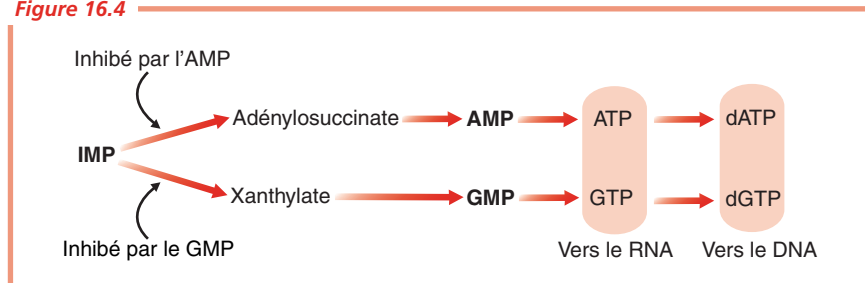 Figure 16.4
Inhibé par l'AMP
Adénylosuccinate AMP ATP dATP
IMP
Xanthylate GMP GTP dGTP
Inhibé par le GMP Vers le RNA Vers le DNA